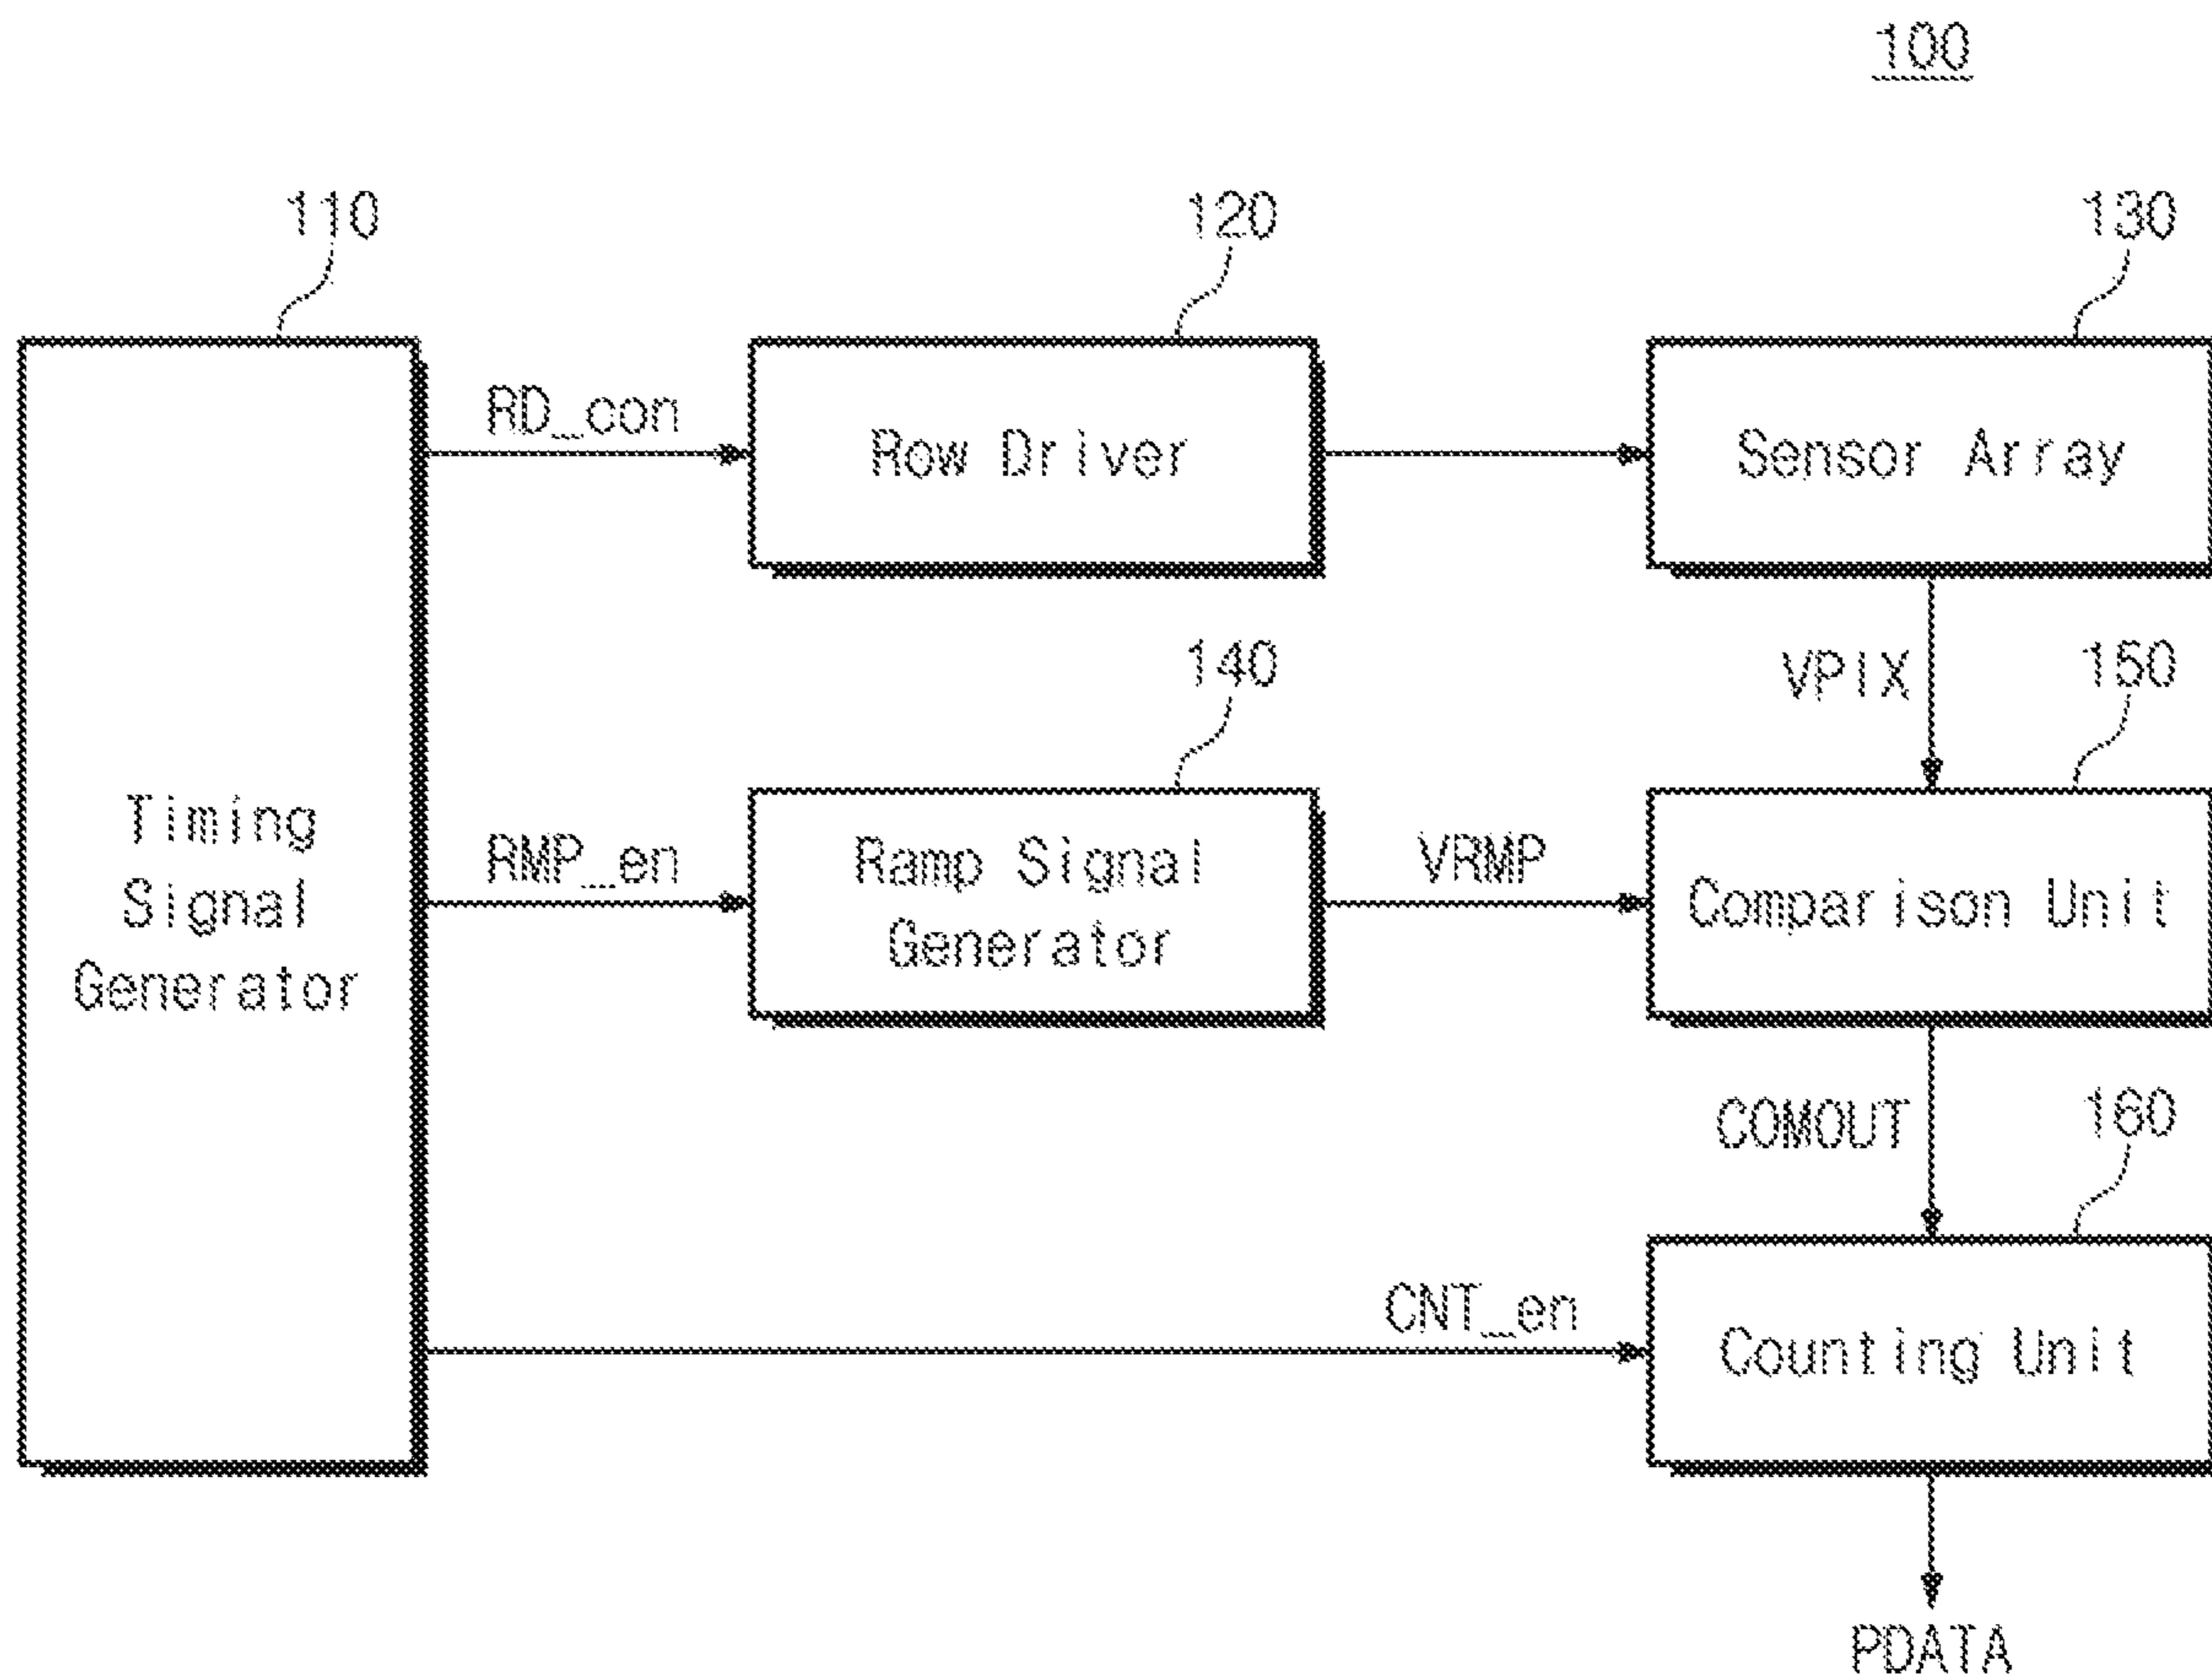 100
110
120
130
RD_con
Row Driver
Sensor Array
VPIX
140
150
Timing
Signal
Generator
RMP_en
Ramp Signal
Generator
VRMP
Comparison Unit
COMOUT
160
CNT_en
Counting Unit
PDATA